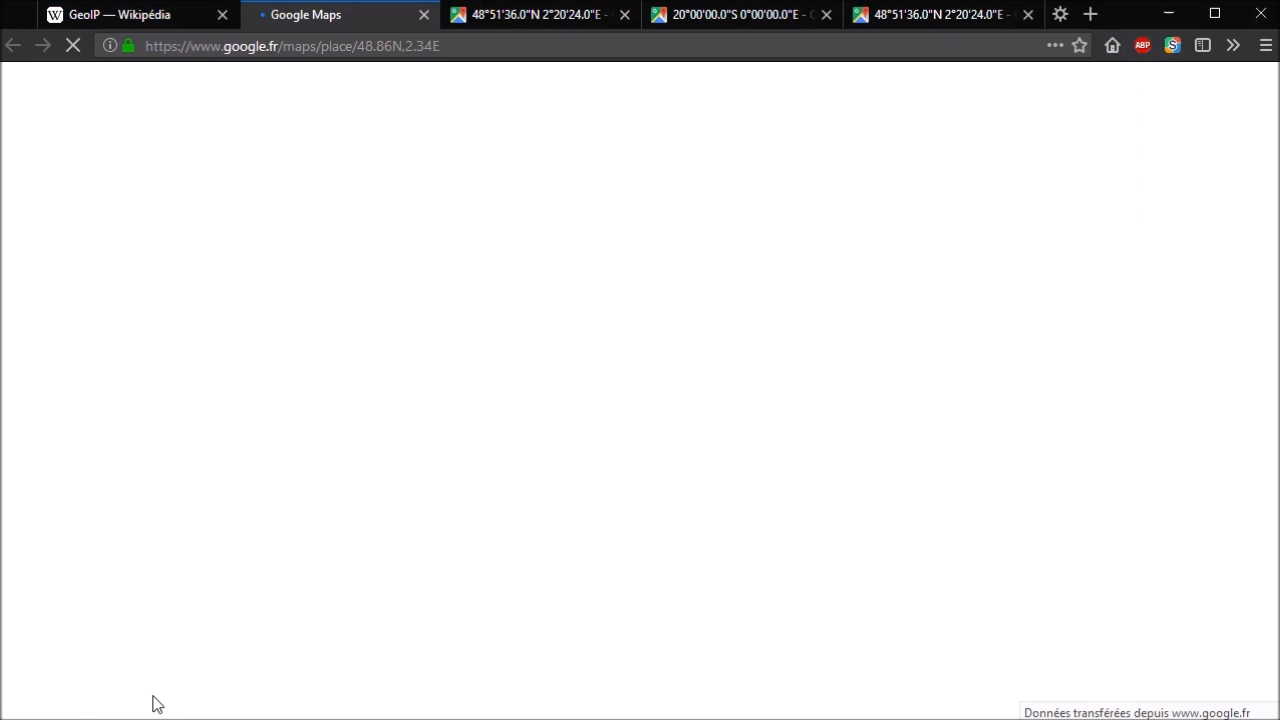 GeoIP — Wikipédia
Google Maps
48°51'36.0"N 2°20'24.0"E -
20°00'00.0"S 0°00'00.0"E -
48°51'36.0"N 2°20'24.0"E -
https://www.google.fr/maps/place/48.86N,2.34E
ABP
Données transférées depuis www.google.fr